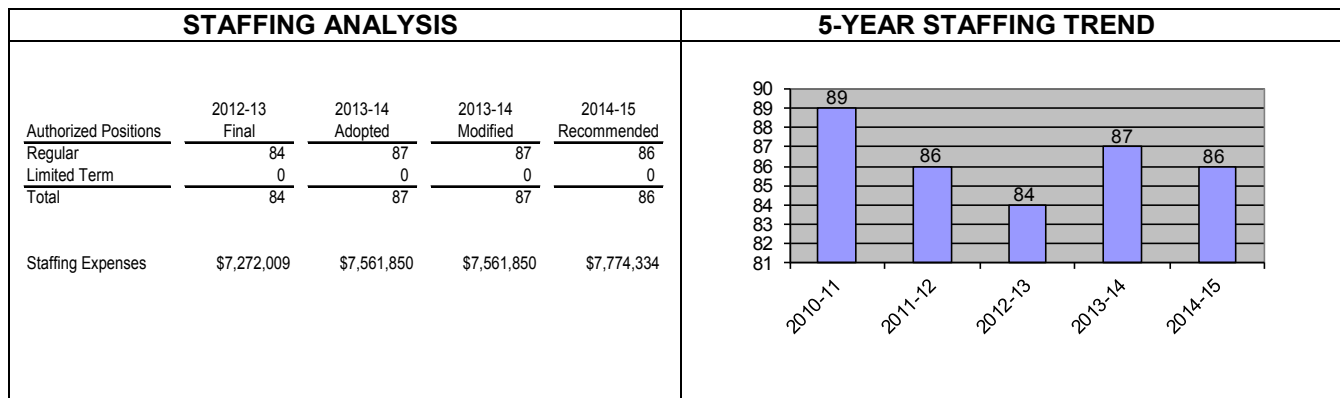 STAFFING ANALYSIS
2012-13 2013-14 2013-14 2014-15
Authorized Positions Final Adopted Modified Recommended
Regular 84 87 87 86
Limited Term 0 0 0 0
Total 84 87 87 86
Staffing Expenses $7,272,009 $7,561,850 $7,561,850 $7,774,334
5-YEAR STAFFING TREND
90
89
88
87
86
85
84
83
82
81
89
86
84
87
86
2010-11
2011-12
2012-13
2013-14
2014-15